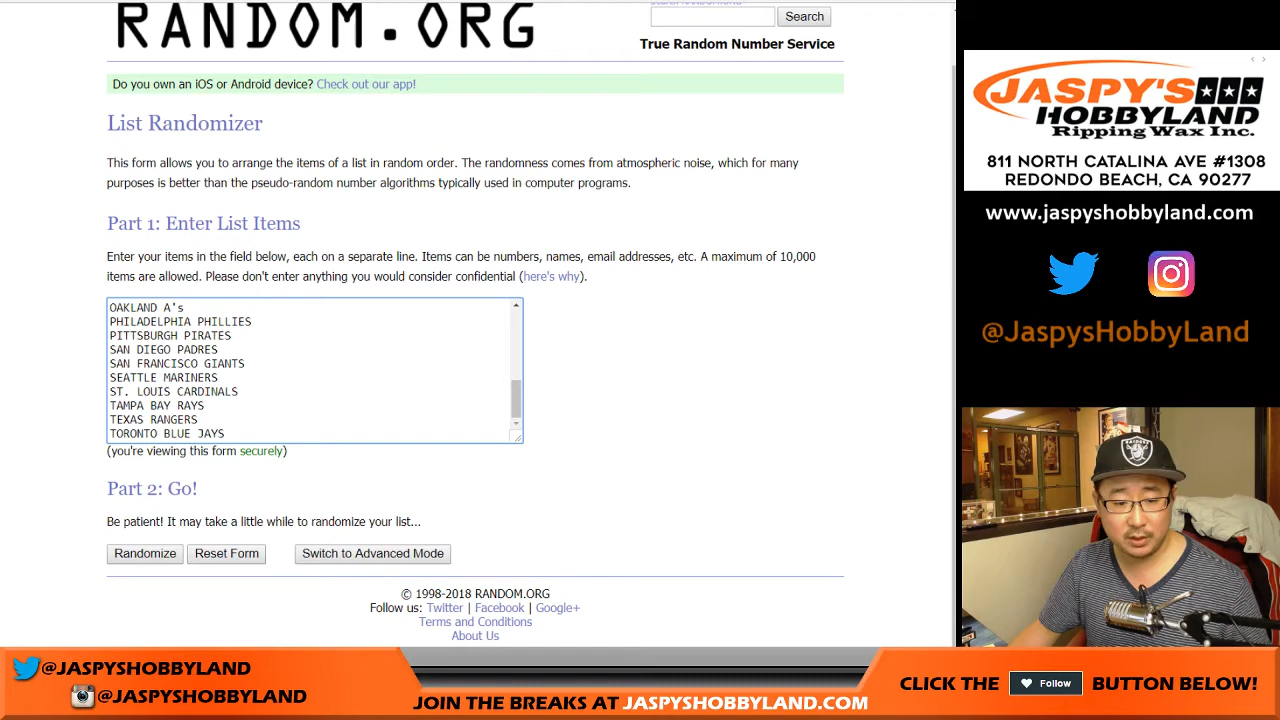 RANDOM.ORG
Search
True Random Number Service
Do you own an iOS or Android device? Check out our app!
List Randomizer
This form allows you to arrange the items of a list in random order. The randomness comes from atmospheric noise, which for many
purposes is better than the pseudo-random number algorithms typically used in computer programs.
Part 1: Enter List Items
Enter your items in the field below, each on a separate line. Items can be numbers, names, email addresses, etc. A maximum of 10,000
items are allowed. Please don't enter anything you would consider confidential (here's why).
OAKLAND A's
PHILADELPHIA PHILLIES
PITTSBURGH PIRATES
SAN DIEGO PADRES
SAN FRANCISCO GIANTS
SEATTLE MARINERS
ST. LOUIS CARDINALS
TAMPA BAY RAYS
TEXAS RANGERS
TORONTO BLUE JAYS
(you're viewing this form securely)
Part 2: Go!
Be patient! It may take a little while to randomize your list...
Randomize Reset Form Switch to Advanced Mode
© 1998-2018 RANDOM.ORG
Follow us: Twitter | Facebook | Google+
Terms and Conditions
About Us
JASPY'S
HOBBYLAND
Ripping Wax Inc.
811 NORTH CATALINA AVE #1308
REDONDO BEACH, CA 90277
www.jaspyshobbyland.com
@JaspysHobbyLand
RAIDERS
@JASPYSHOBBYLAND
@JASPYSHOBBYLAND
JOIN THE BREAKS AT JASPYSHOBBYLAND.COM
CLICK THE Follow BUTTON BELOW!